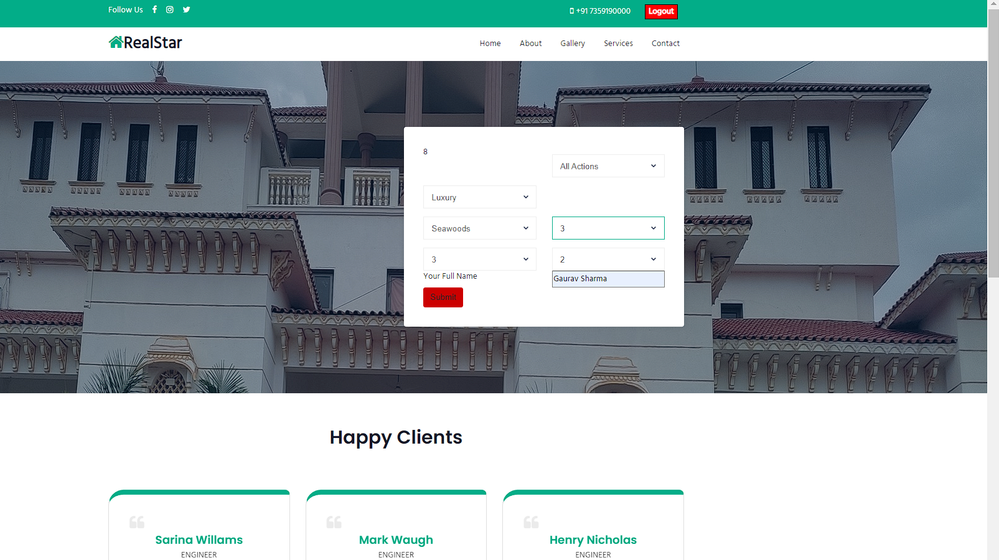 Follow Us
+91 7359190000
Logout
RealStar
Home
About
Gallery
Services
Contact
8
All Actions
Luxury
Seawoods
3
3
2
Your Full Name
Gaurav Sharma
Submit
Happy Clients
Sarina Willams
ENGINEER
Mark Waugh
ENGINEER
Henry Nicholas
ENGINEER